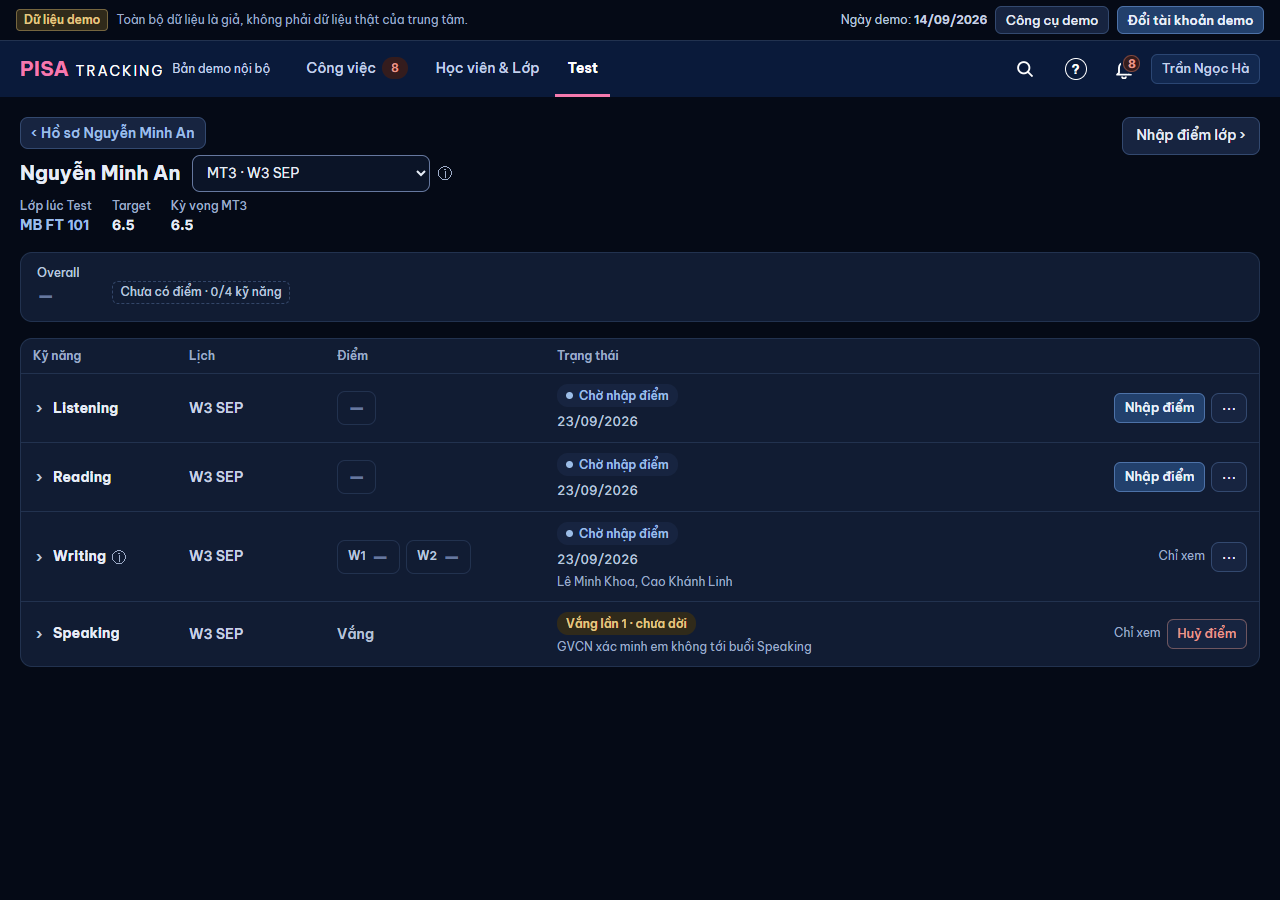 Dữ liệu demo Toàn bộ dữ liệu là giả, không phải dữ liệu thật của trung tâm. Ngày demo: 14/09/2026 Công cụ demo Đổi tài khoản demo
PISA TRACKING Bản demo nội bộ Công việc 8 Học viên & Lớp Test ? 8 Trần Ngọc Hà
‹ Hồ sơ Nguyễn Minh An Nhập điểm lớp ›
Nguyễn Minh An MT3 · W3 SEP ⓘ
Lớp lúc Test Target Kỳ vọng MT3
MB FT 101 6.5 6.5
Overall
— Chưa có điểm · 0/4 kỹ năng
Kỹ năng Lịch Điểm Trạng thái
› Listening W3 SEP — Chờ nhập điểm Nhập điểm ...
23/09/2026
› Reading W3 SEP — Chờ nhập điểm Nhập điểm ...
23/09/2026
› Writing ⓘ W3 SEP W1 — W2 — Chờ nhập điểm Chỉ xem ...
23/09/2026
Lê Minh Khoa, Cao Khánh Linh
› Speaking W3 SEP Vắng Vắng lần 1 · chưa dời Chỉ xem Huỷ điểm
GVCN xác minh em không tới buổi Speaking